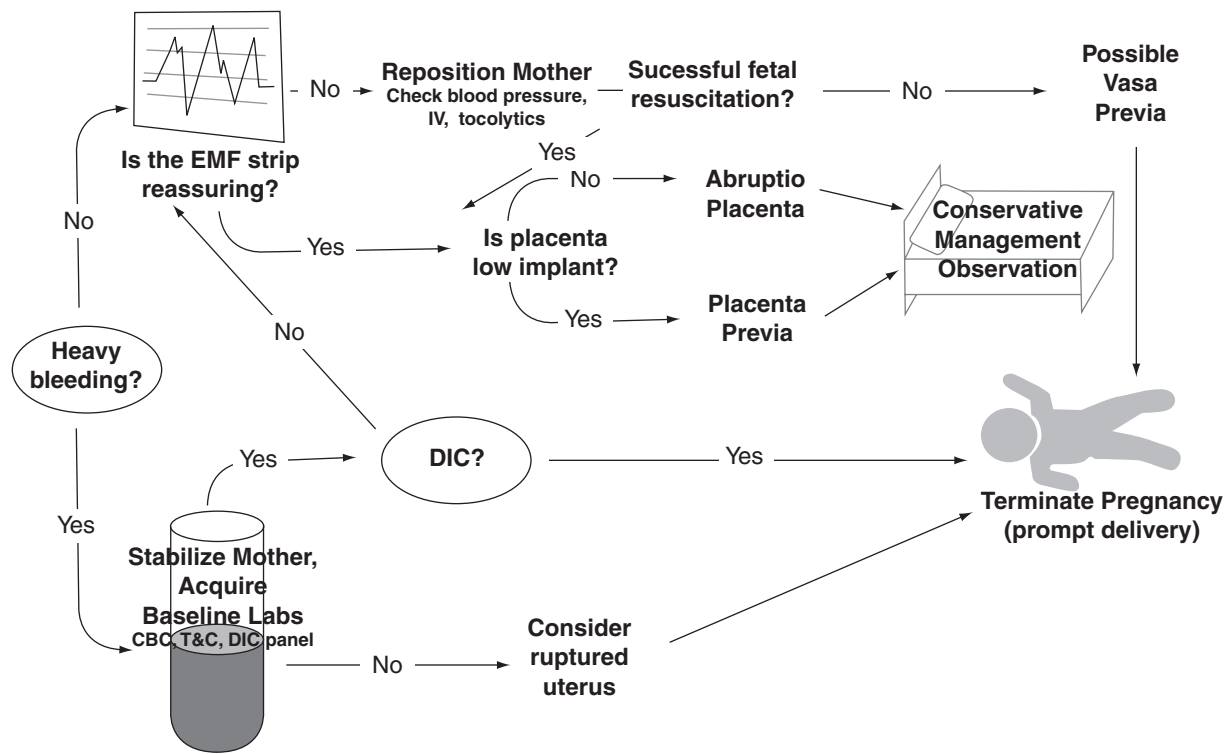 No
Reposition Mother
Check blood pressure,
IV, tocolytics
Sucessful fetal
resuscitation?
No
Possible
Vasa
Previa
Is the EMF strip
reassuring?
Yes
No
Abruptio
Placenta
No
Yes
Is placenta
low implant?
Conservative
Management
Observation
Yes
Placenta
Previa
No
Heavy
bleeding?
Yes
DIC?
Yes
Terminate Pregnancy
(prompt delivery)
Yes
Stabilize Mother,
Acquire
Baseline Labs
CBC, T&C, DIC panel
No
Consider
ruptured
uterus